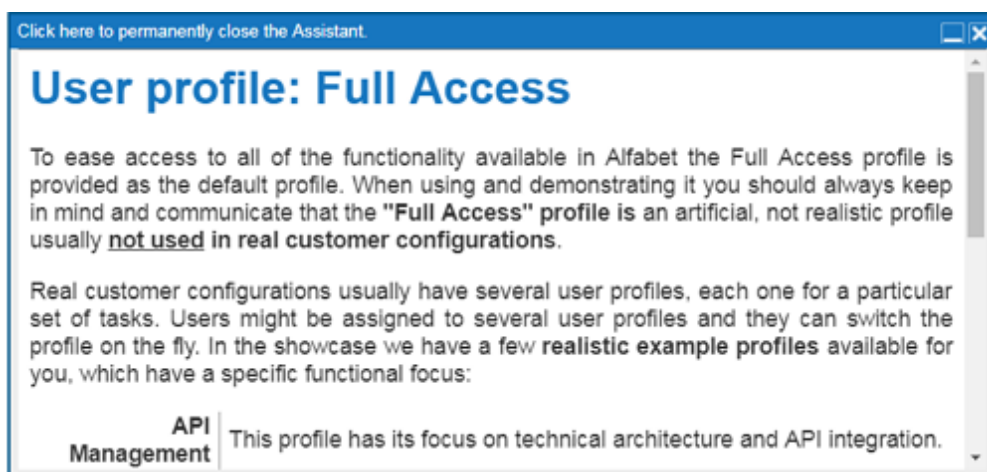 Click here to permanently close the Assistant.
User profile: Full Access
To ease access to all of the functionality available in Alfabet the Full Access profile is
provided as the default profile. When using and demonstrating it you should always keep
in mind and communicate that the "Full Access" profile is an artificial, not realistic profile
usually not used in real customer configurations.
Real customer configurations usually have several user profiles, each one for a particular
set of tasks. Users might be assigned to several user profiles and they can switch the
profile on the fly. In the showcase we have a few realistic example profiles available for
you, which have a specific functional focus:
API
Management
This profile has its focus on technical architecture and API integration.